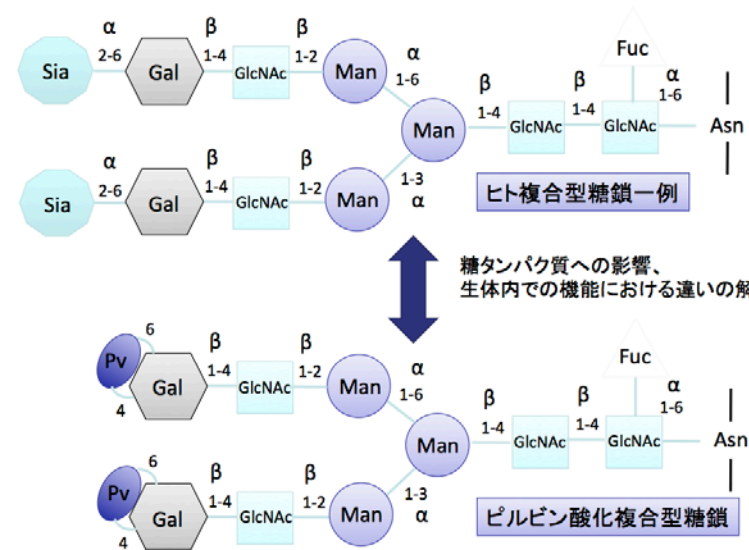 α β β Fuc
2-6 1-4 1-2 α β β α
Sia Gal GlcNAc Man 1-6 1-4 1-4 1-6
Man GlcNAc GlcNAc Asn
α β β
2-6 1-4 1-2 1-3
Sia Gal GlcNAc Man α
ヒト複合型糖鎖一例
糖タンパク質への影響、
生体内での機能における違いの解
6 β β Fuc
Pv 1-4 1-2 α β β α
4 Gal GlcNAc Man 1-6 1-4 1-4 1-6
Man GlcNAc GlcNAc Asn
6 β β
Pv 1-4 1-2 1-3
4 Gal GlcNAc Man α
ピルビン酸化複合型糖鎖